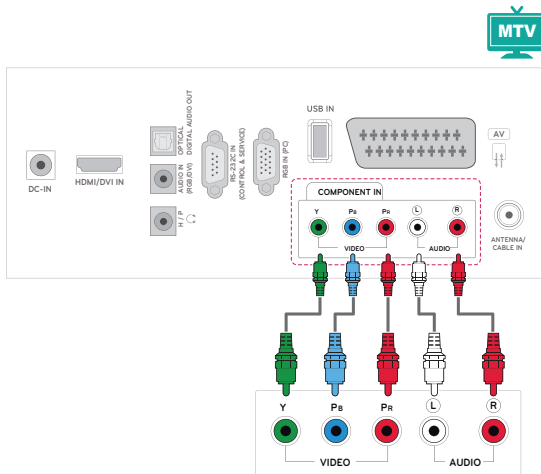 MTV
USB IN
AV
OPTICAL
DIGITAL AUDIO OUT
AUDIO IN
(RGB/DVI)
H / P
RS-232C IN
(CONTROL & SERVICE)
RGB IN (PC)
DC-IN
HDMI/DVI IN
COMPONENT IN
Y PB PR L R
VIDEO AUDIO
ANTENNA/
CABLE IN
Y PB PR L R
VIDEO AUDIO